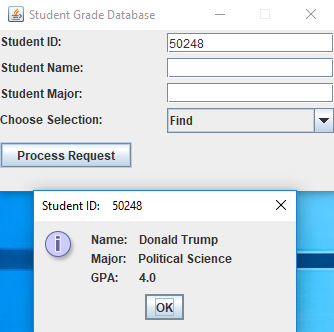 Student Grade Database
Student ID: 50248
Student Name:
Student Major:
Choose Selection: Find
Process Request
Student ID: 50248
Name: Donald Trump
Major: Political Science
GPA: 4.0
OK